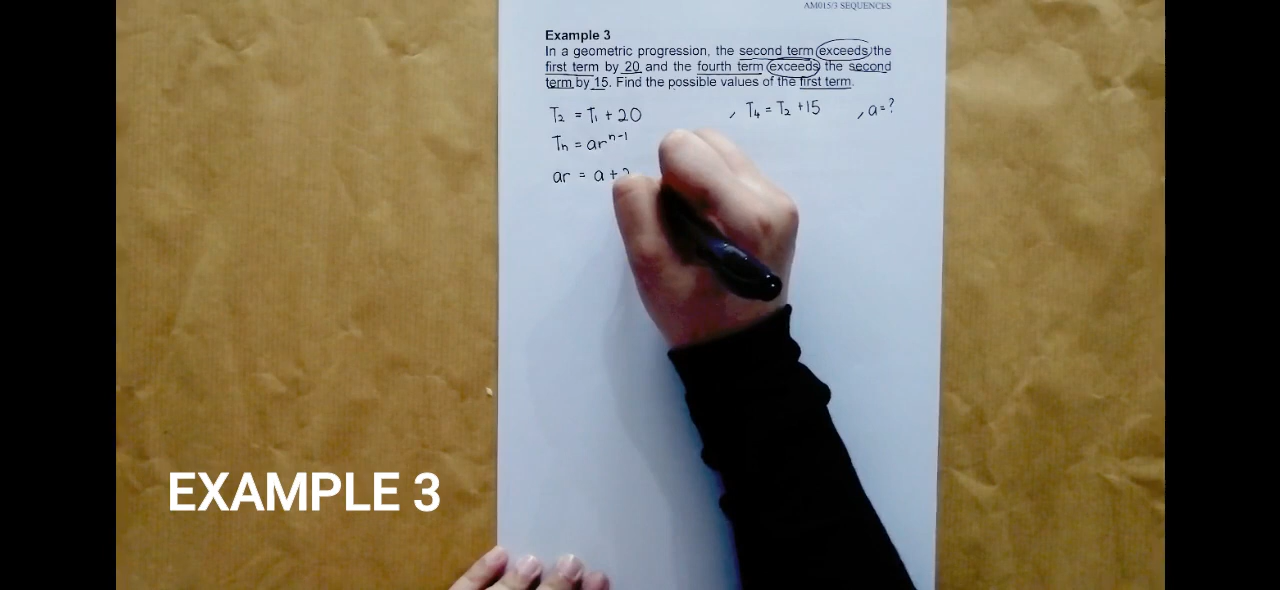 AM015/3 SEQUENCES
Example 3
In a geometric progression, the second term exceeds the
first term by 20 and the fourth term exceeds the second
term by 15. Find the possible values of the first term.
T₂ = T₁ + 20 , T₄ = T₂ + 15 , a = ?
Tₙ = arⁿ⁻¹
ar = a +
EXAMPLE 3